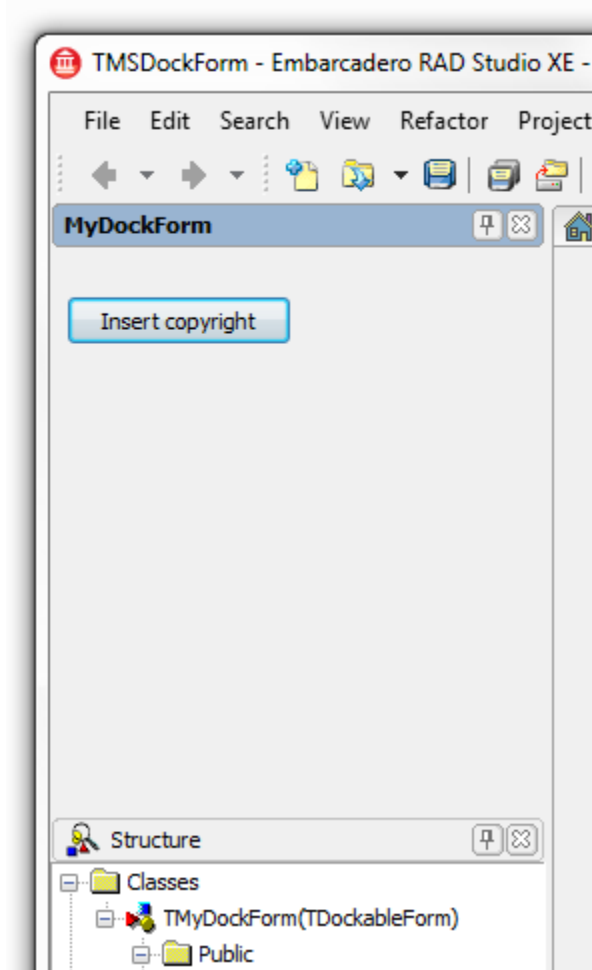 TMSDockForm - Embarcadero RAD Studio XE -
File Edit Search View Refactor Project
MyDockForm
Insert copyright
Structure
Classes
TMyDockForm(TDockableForm)
Public